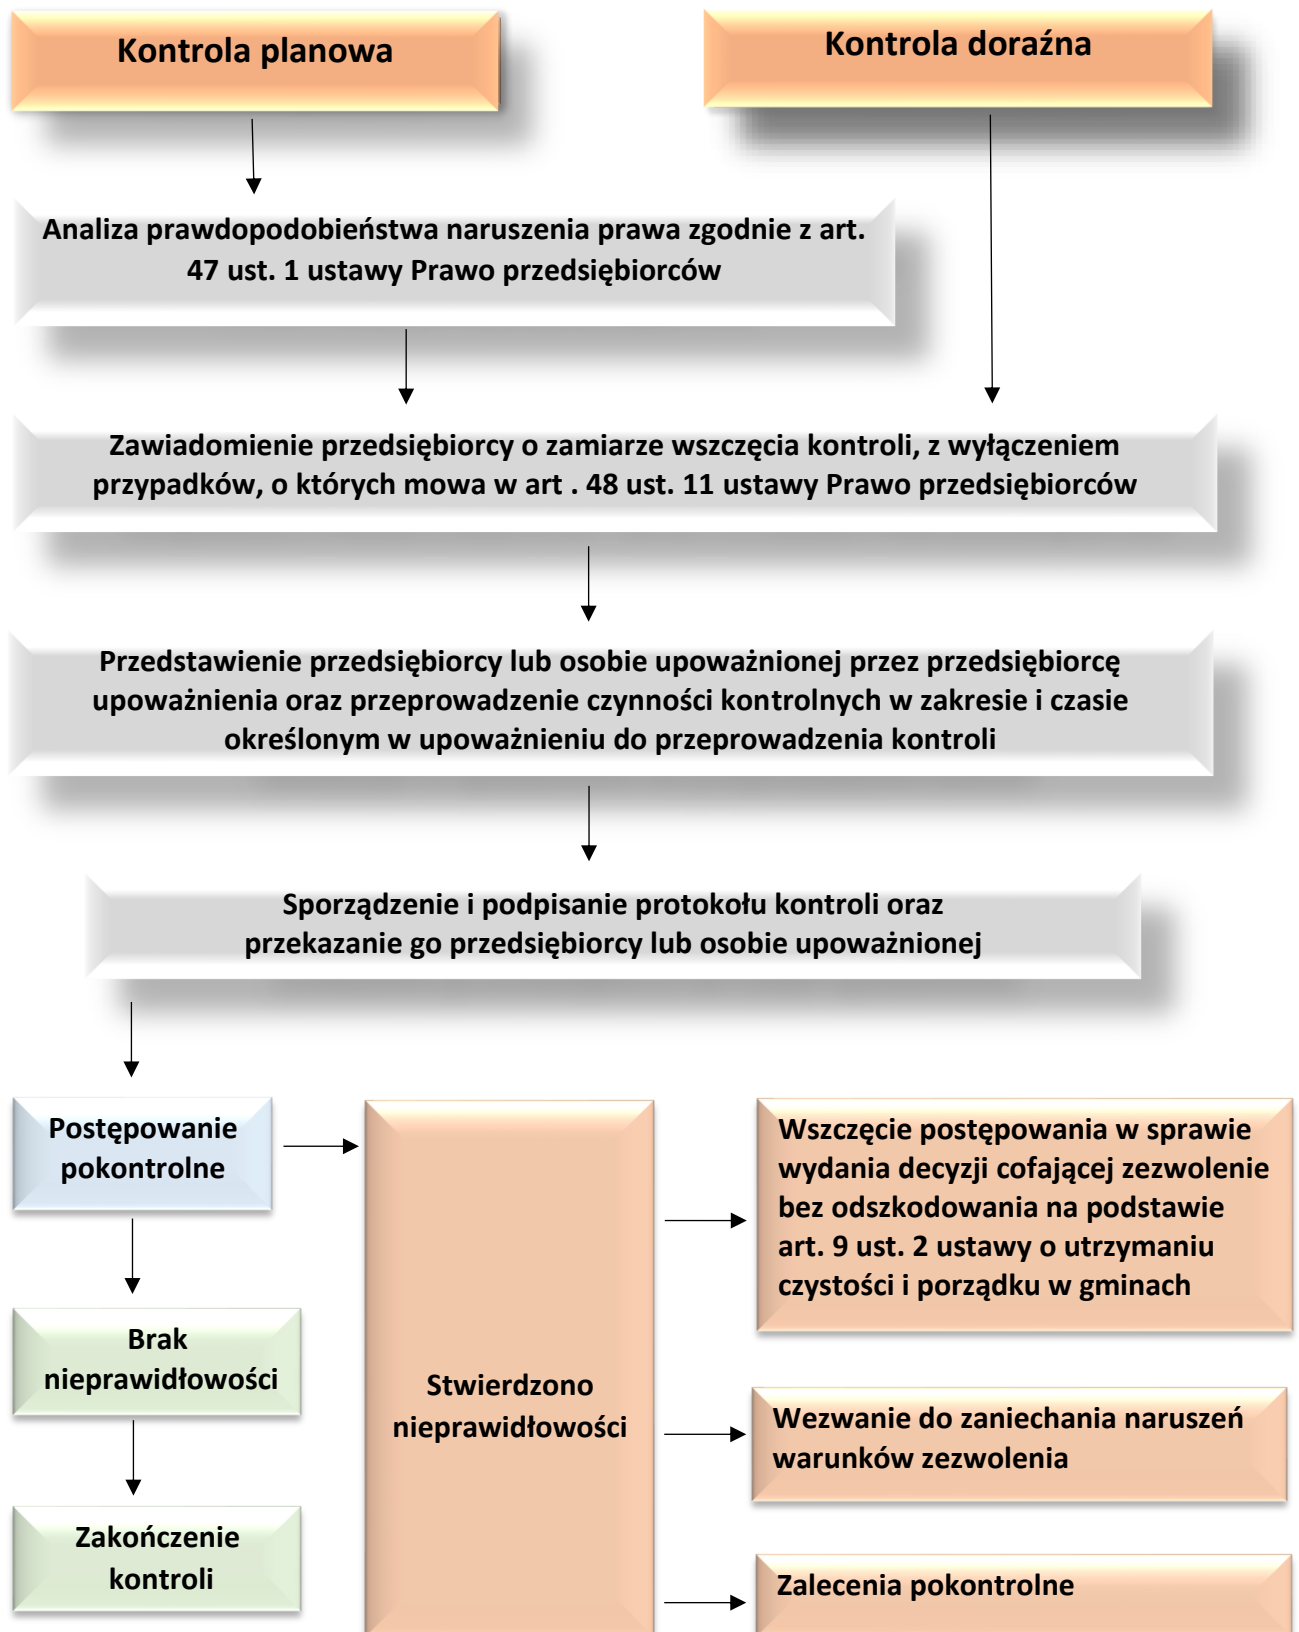 Kontrola planowa
Kontrola doraźna
Analiza prawdopodobieństwa naruszenia prawa zgodnie z art.
47 ust. 1 ustawy Prawo przedsiębiorców
Zawiadomienie przedsiębiorcy o zamiarze wszczęcia kontroli, z wyłączeniem
przypadków, o których mowa w art . 48 ust. 11 ustawy Prawo przedsiębiorców
Przedstawienie przedsiębiorcy lub osobie upoważnionej przez przedsiębiorcę
upoważnienia oraz przeprowadzenie czynności kontrolnych w zakresie i czasie
określonym w upoważnieniu do przeprowadzenia kontroli
Sporządzenie i podpisanie protokołu kontroli oraz
przekazanie go przedsiębiorcy lub osobie upoważnionej
Postępowanie
pokontrolne
Brak
nieprawidłowości
Zakończenie
kontroli
Stwierdzono
nieprawidłowości
Wszczęcie postępowania w sprawie
wydania decyzji cofającej zezwolenie
bez odszkodowania na podstawie
art. 9 ust. 2 ustawy o utrzymaniu
czystości i porządku w gminach
Wezwanie do zaniechania naruszeń
warunków zezwolenia
Zalecenia pokontrolne